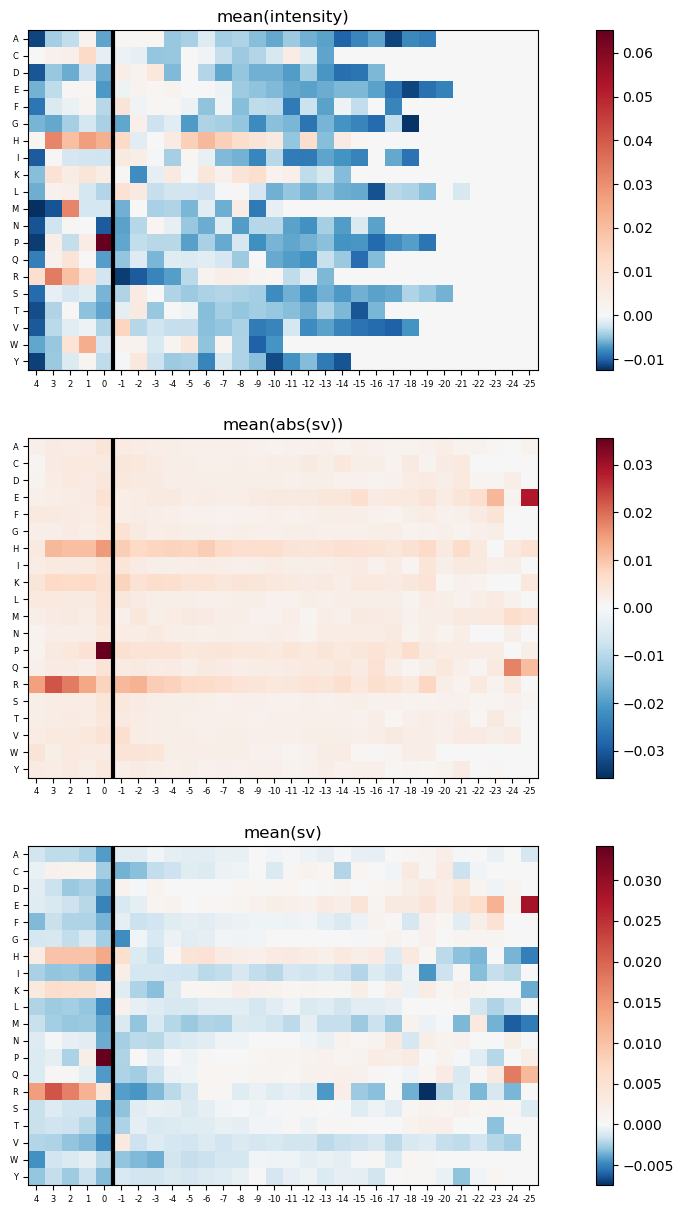 mean(intensity)
A
C
D
E
F
G
H
I
K
L
M
N
P
Q
R
S
T
V
W
Y
4 3 2 1 0 -1 -2 -3 -4 -5 -6 -7 -8 -9 -10 -11 -12 -13 -14 -15 -16 -17 -18 -19 -20 -21 -22 -23 -24 -25
0.06
0.05
0.04
0.03
0.02
0.01
0.00
−0.01
mean(abs(sv))
A
C
D
E
F
G
H
I
K
L
M
N
P
Q
R
S
T
V
W
Y
4 3 2 1 0 -1 -2 -3 -4 -5 -6 -7 -8 -9 -10 -11 -12 -13 -14 -15 -16 -17 -18 -19 -20 -21 -22 -23 -24 -25
0.03
0.02
0.01
0.00
−0.01
−0.02
−0.03
mean(sv)
A
C
D
E
F
G
H
I
K
L
M
N
P
Q
R
S
T
V
W
Y
4 3 2 1 0 -1 -2 -3 -4 -5 -6 -7 -8 -9 -10 -11 -12 -13 -14 -15 -16 -17 -18 -19 -20 -21 -22 -23 -24 -25
0.030
0.025
0.020
0.015
0.010
0.005
0.000
−0.005